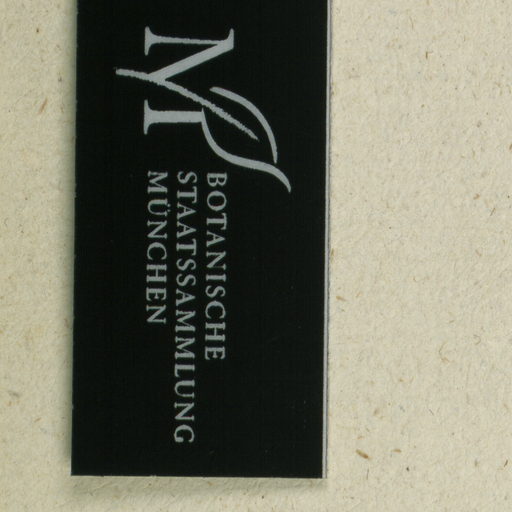 M
BOTANISCHE
STAATSSAMMLUNG
MÜNCHEN